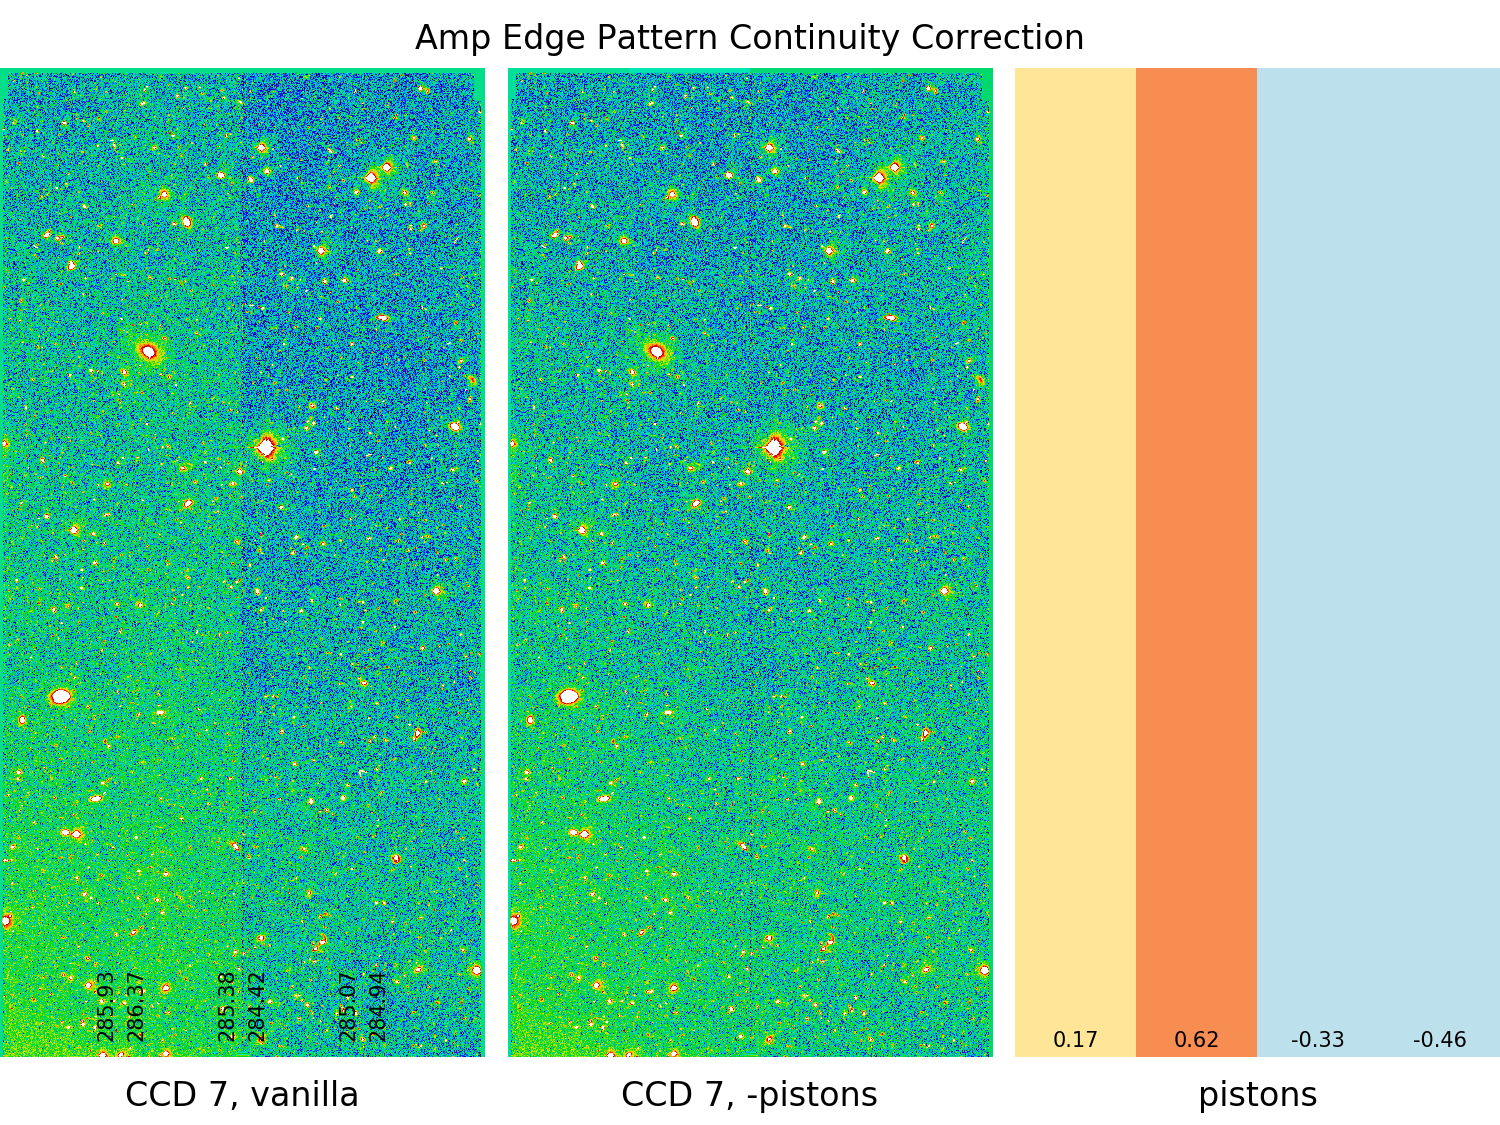 Amp Edge Pattern Continuity Correction
285.93
286.37
285.38
284.42
285.07
284.94
0.17
0.62
-0.33
-0.46
CCD 7, vanilla
CCD 7, -pistons
pistons